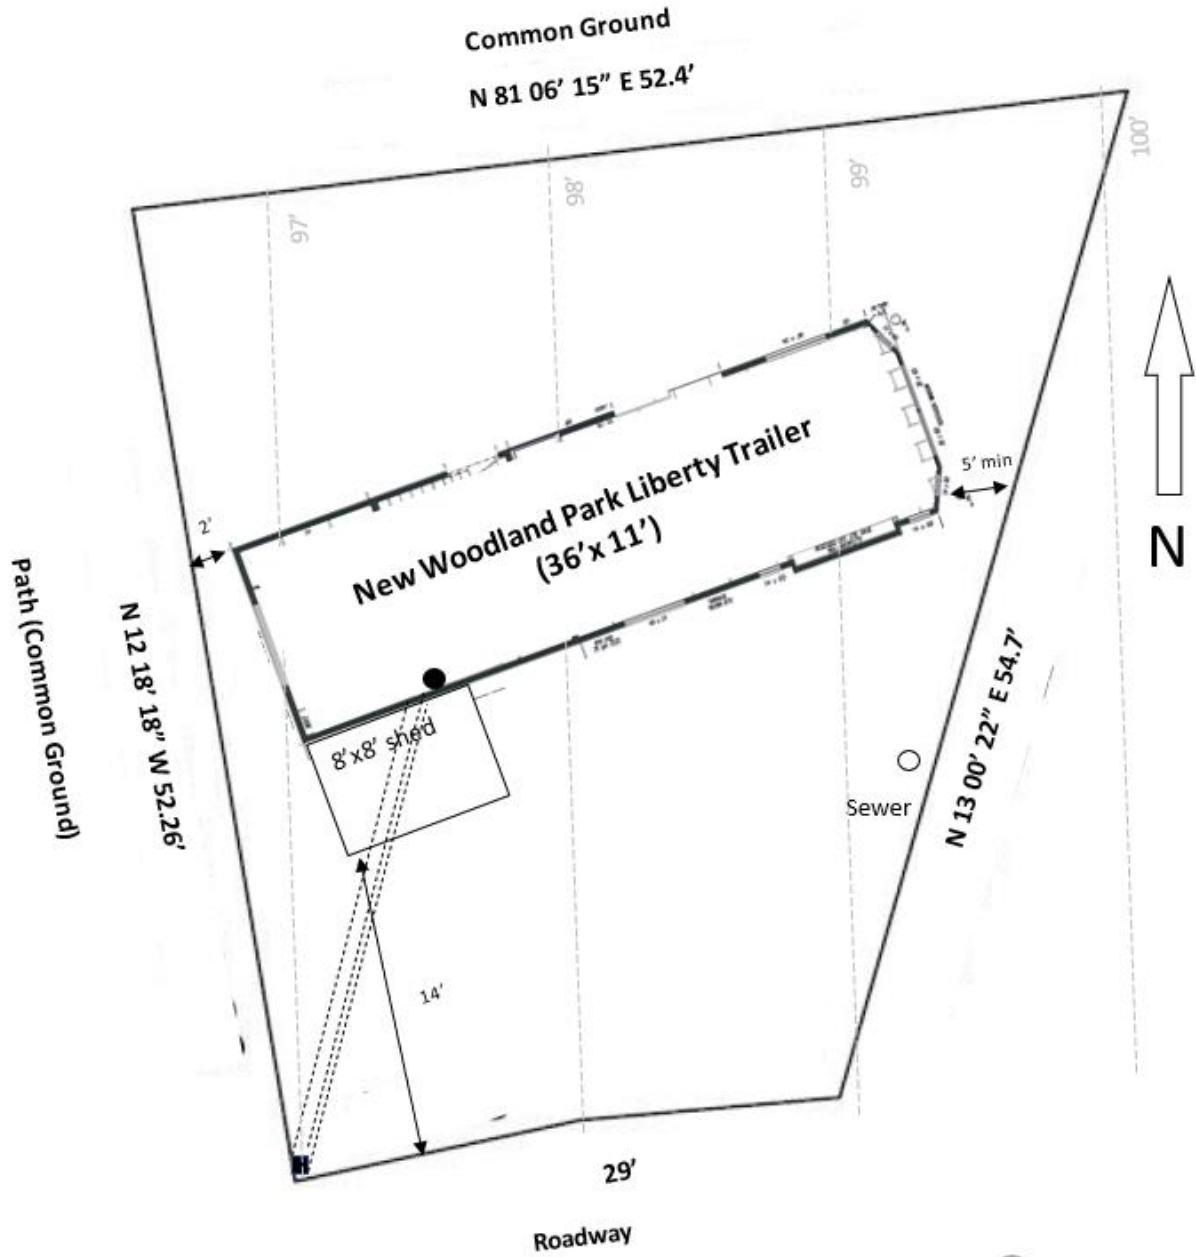 Common Ground
N 81 06’ 15” E 52.4’
97’
98’
99’
100’
2’
New Woodland Park Liberty Trailer
(36’x 11’)
5’ min
N
Path (Common Ground)
N 12 18’ 18” W 52.26’
8’x8’ shed
Sewer
N 13 00’ 22” E 54.7’
14’
29’
Roadway